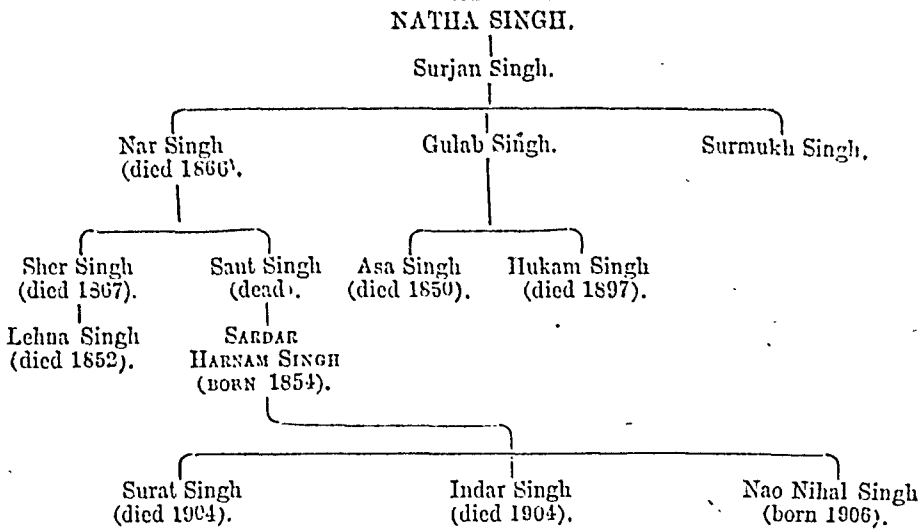 NATHA SINGH.
Surjan Singh.
Nar Singh
(died 1866).
Gulab Singh.
Surmukh Singh.
Sher Singh
(died 1867).
Sant Singh
(dead).
Asa Singh
(died 1850).
Hukam Singh
(died 1897).
Lehna Singh
(died 1852).
SARDAR
HARNAM SINGH
(BORN 1854).
Surat Singh
(died 1904).
Indar Singh
(died 1904).
Nao Nihal Singh
(born 1906).